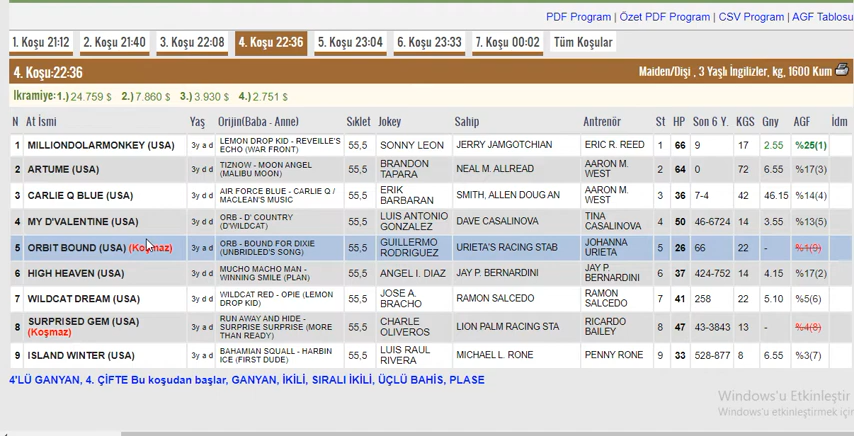 PDF Program | Özet PDF Program | CSV Program | AGF Tablosu
1. Koşu 21:12 2. Koşu 21:40 3. Koşu 22:08 4. Koşu 22:36 5. Koşu 23:04 6. Koşu 23:33 7. Koşu 00:02 Tüm Koşular
4. Koşu:22:36 Maiden/Dişi , 3 Yaşlı İngilizler, kg, 1600 Kum
İkramiye: 1.) 24.759 $ 2.) 7.860 $ 3.) 3.930 $ 4.) 2.751 $
N At İsmi Yaş Orijin(Baba - Anne) Sıklet Jokey Sahip Antrenör St HP Son 6 Y. KGS Gny AGF İdm
1 MILLIONDOLARMONKEY (USA) 3y a d LEMON DROP KID - REVEILLE'S ECHO (WAR FRONT) 55,5 SONNY LEON JERRY JAMGOTCHIAN ERIC R. REED 1 66 9 17 2.55 %25(1)
2 ARTUME (USA) 3y d d TIZNOW - MOON ANGEL (MALIBU MOON) 55,5 BRANDON TAPARA NEAL M. ALLREAD AARON M. WEST 2 64 0 72 6.55 %17(3)
3 CARLIE Q BLUE (USA) 3y d d AIR FORCE BLUE - CARLIE Q / MACLEAN'S MUSIC 55,5 ERIK BARBARAN SMITH, ALLEN DOUG AN AARON M. WEST 3 36 7-4 42 46.15 %14(4)
4 MY D'VALENTINE (USA) 3y d d ORB - D' COUNTRY (D'WILDCAT) 55,5 LUIS ANTONIO GONZALEZ DAVE CASALINOVA TINA CASALINOVA 4 50 46-6724 14 3.55 %13(5)
5 ORBIT BOUND (USA) (Koşmaz) 3y a d ORB - BOUND FOR DIXIE (UNBRIDLED'S SONG) 55,5 GUILLERMO RODRIGUEZ URIETA'S RACING STAB JOHANNA URIETA 5 26 66 22 - %1(9)
6 HIGH HEAVEN (USA) 3y d d MUCHO MACHO MAN - WINNING SMILE (PLAN) 55,5 ANGEL I. DIAZ JAY P. BERNARDINI JAY P. BERNARDINI 6 37 424-752 14 4.15 %17(2)
7 WILDCAT DREAM (USA) 3y d d WILDCAT RED - OPIE (LEMON DROP KID) 55,5 JOSE A. BRACHO RAMON SALCEDO RAMON SALCEDO 7 41 258 22 5.10 %5(6)
8 SURPRISED GEM (USA) (Koşmaz) 3y a d RUN AWAY AND HIDE - SURPRISE SURPRISE (MORE THAN READY) 55,5 CHARLE OLIVEROS LION PALM RACING STA RICARDO BAILEY 8 47 43-3843 13 - %4(8)
9 ISLAND WINTER (USA) 3y a d BAHAMIAN SQUALL - HARBIN ICE (FIRST DUDE) 55,5 LUIS RAUL RIVERA MICHAEL L. RONE PENNY RONE 9 33 528-877 8 6.55 %3(7)
4'LÜ GANYAN, 4. ÇİFTE Bu koşudan başlar, GANYAN, İKİLİ, SIRALI İKİLİ, ÜÇLÜ BAHİS, PLASE
Windows'u Etkinleştir
Windows'u etkinleştirmek için